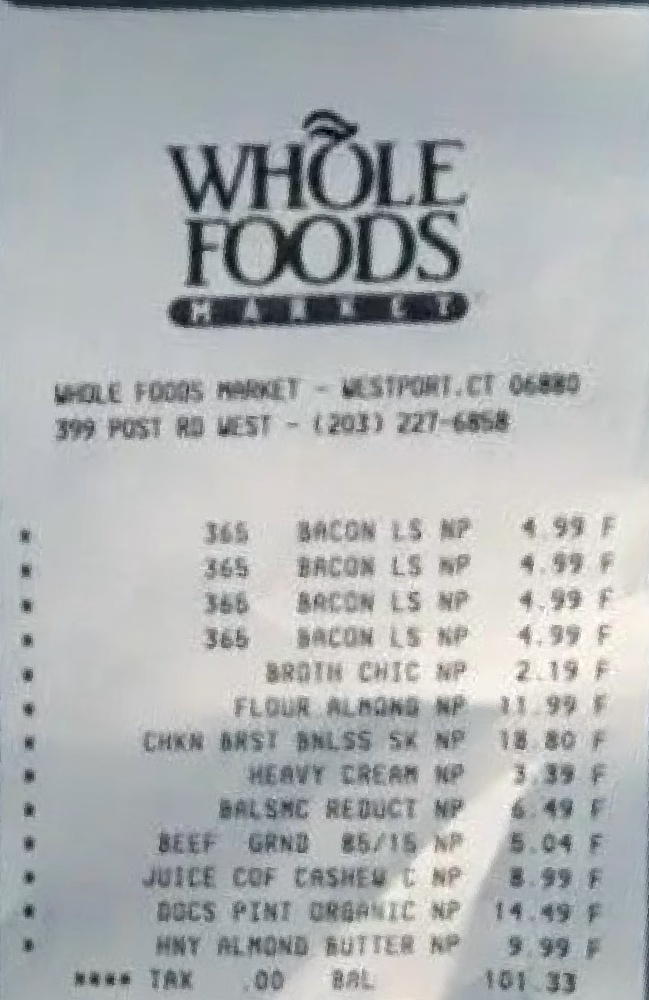 WHOLE
FOODS
MARKET
WHOLE FOODS MARKET - WESTPORT,CT 06880
399 POST RD WEST - (203) 227-6858
* 365 BACON LS NP 4.99 F
* 365 BACON LS NP 4.99 F
* 365 BACON LS NP 4.99 F
* 365 BACON LS NP 4.99 F
* BROTH CHIC NP 2.19 F
* FLOUR ALMOND NP 11.99 F
* CHKN BRST BNLSS SK NP 18.80 F
* HEAVY CREAM NP 3.39 F
* BALSMC REDUCT NP 6.49 F
* BEEF GRND 85/15 NP 5.04 F
* JUICE COF CASHEW C NP 8.99 F
* DOCS PINT ORGANIC NP 14.49 F
* HNY ALMOND BUTTER NP 9.99 F
**** TAX .00 BAL 101.33